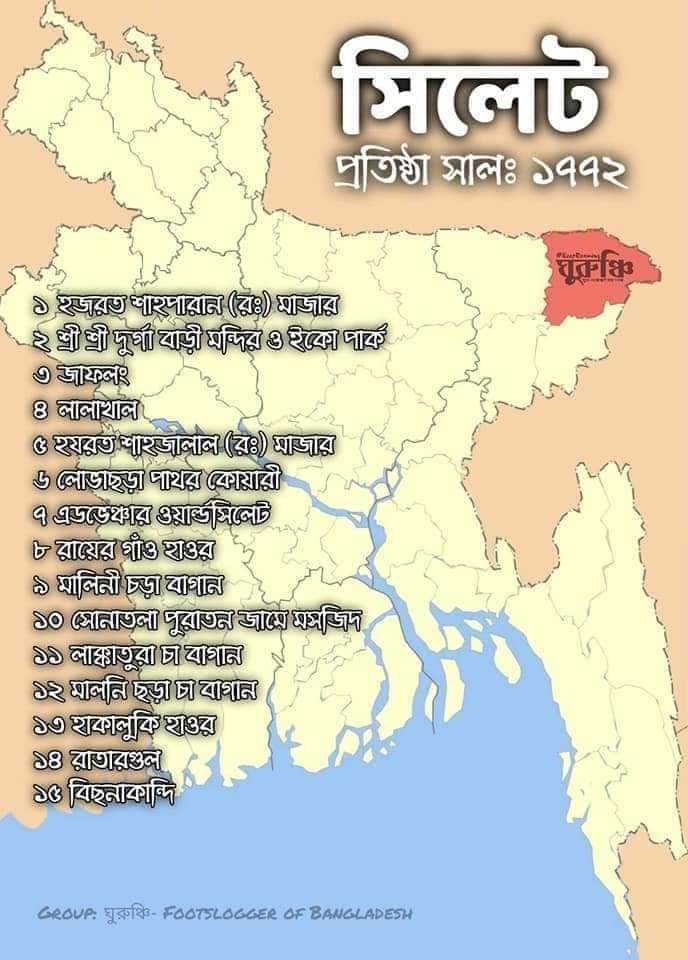 সিলেট
প্রতিষ্ঠা সালঃ ১৭৭২
ঘুরুঞ্চি
১ হজরত শাহপারান (রঃ) মাজার
২ শ্রী শ্রী দুর্গা বাড়ী মন্দির ও ইকো পার্ক
৩ জাফলং
৪ লালাখাল
৫ হযরত শাহজালাল (রঃ) মাজার
৬ লোভাছড়া পাথর কোয়ারী
৭ এডভেঞ্চার ওয়ার্ল্ডসিলেট
৮ রায়ের গাঁও হাওর
৯ মালিনী চড়া বাগান
১০ সোনাতলা পুরাতন জামে মসজিদ
১১ লাক্কাতুরা চা বাগান
১২ মালনি ছড়া চা বাগান
১৩ হাকালুকি হাওর
১৪ রাতারগুল
১৫ বিছনাকান্দি
GROUP: ঘুরুঞ্চি- FOOTSLOGGER OF BANGLADESH